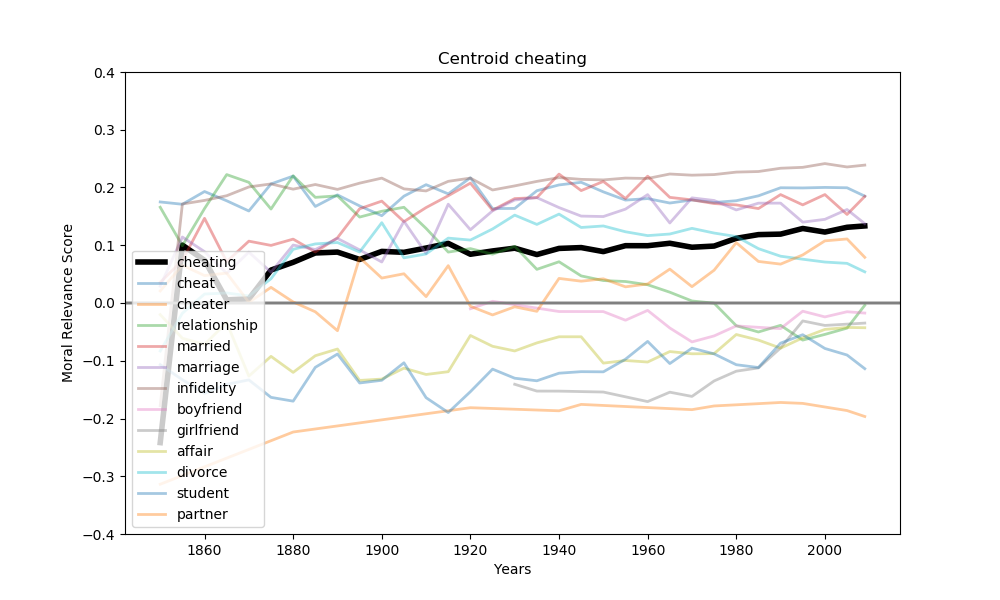 Centroid cheating
Moral Relevance Score
0.4
0.3
0.2
0.1
0.0
−0.1
−0.2
−0.3
−0.4
cheating
cheat
cheater
relationship
married
marriage
infidelity
boyfriend
girlfriend
affair
divorce
student
partner
1860 1880 1900 1920 1940 1960 1980 2000
Years